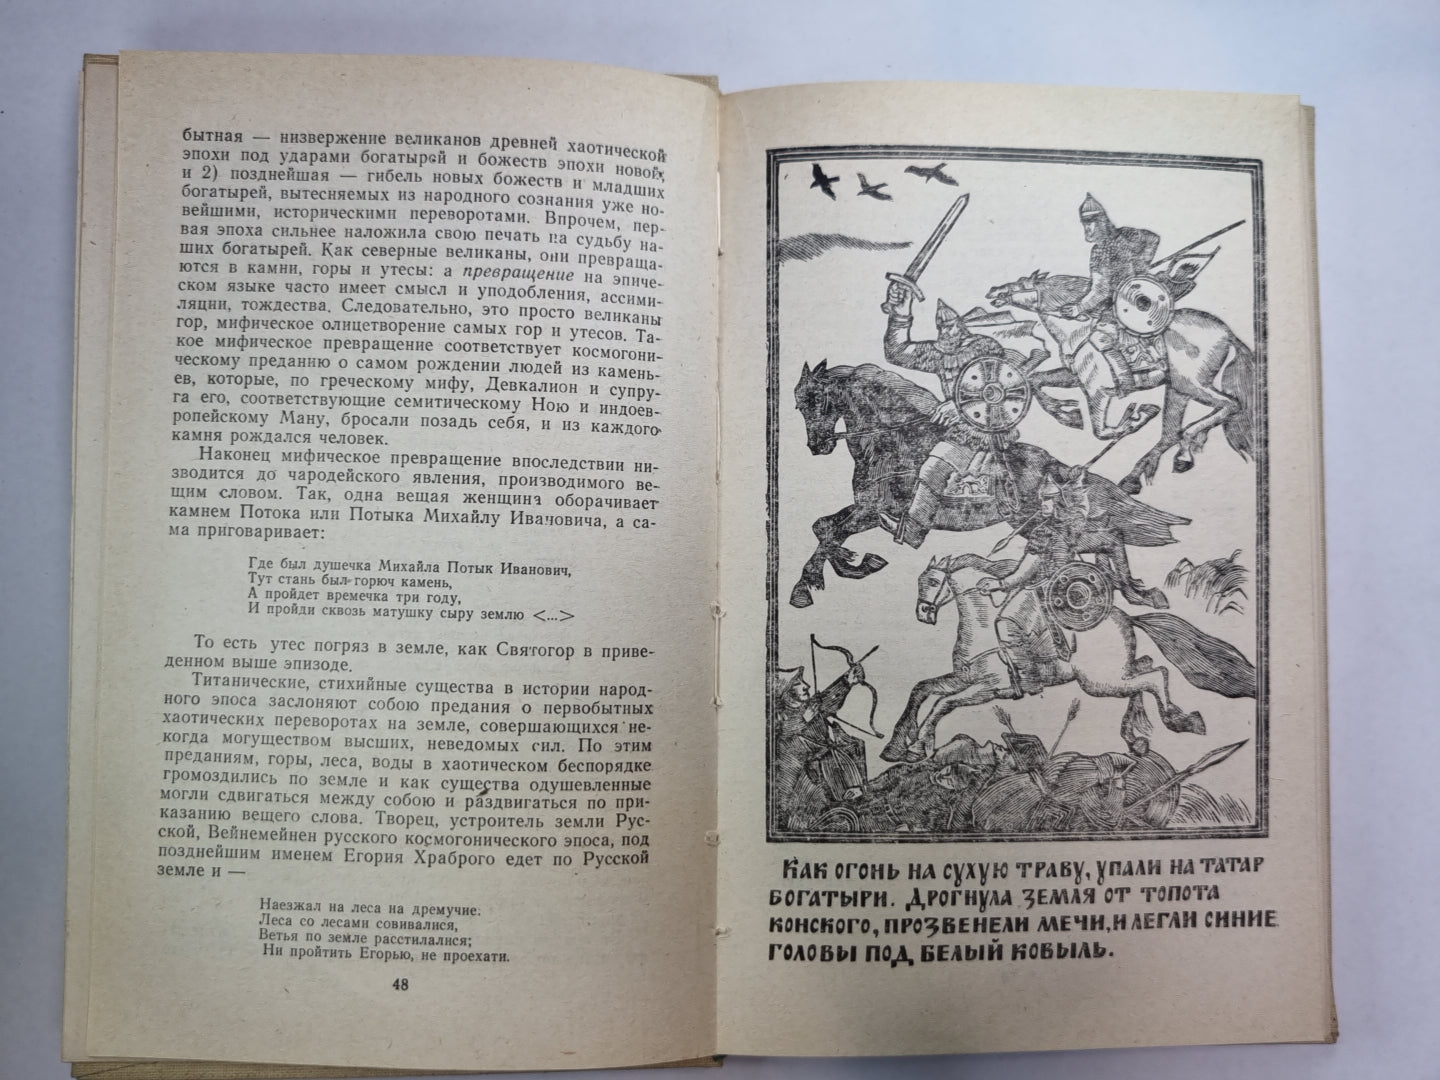 бытная — низвержение великанов древней хаотической
эпохи под ударами богатырей и божеств эпохи новой,
и 2) позднейшая — гибель новых божеств и младших
богатырей, вытесняемых из народного сознания уже но-
вейшими, историческими переворотами. Впрочем, пер-
вая эпоха сильнее наложила свою печать на судьбу на-
ших богатырей. Как северные великаны, они превраща-
ются в камни, горы и утесы: а превращение на эпиче-
ском языке часто имеет смысл и уподобления, ассими-
ляции, тождества. Следовательно, это просто великаны
гор, мифическое олицетворение самых гор и утесов. Та-
кое мифическое превращение соответствует космогони-
ческому преданию о самом рождении людей из камень-
ев, которые, по греческому мифу, Девкалион и супру-
га его, соответствующие семитическому Ною и индоев-
ропейскому Ману, бросали позадь себя, и из каждого
камня рождался человек.
Наконец мифическое превращение впоследствии ни-
зводится до чародейского явления, производимого ве-
щим словом. Так, одна вещая женщина оборачивает
камнем Потока или Потыка Михайлу Ивановича, а са-
ма приговаривает:
Где был душечка Михайла Потык Иванович,
Тут стань был горюч камень,
А пройдет времечка три году,
И пройди сквозь матушку сыру землю <...>
То есть утес погряз в земле, как Святогор в приве-
денном выше эпизоде.
Титанические, стихийные существа в истории народ-
ного эпоса заслоняют собою предания о первобытных
хаотических переворотах на земле, совершающихся не-
когда могуществом высших, неведомых сил. По этим
преданиям, горы, леса, воды в хаотическом беспорядке
громоздились по земле и как существа одушевленные
могли сдвигаться между собою и раздвигаться по при-
казанию вещего слова. Творец, устроитель земли Рус-
ской, Вейнемейнен русского космогонического эпоса, под
позднейшим именем Егория Храброго едет по Русской
земле и —
Наезжал на леса на дремучие:
Леса со лесами совивалися,
Ветья по земле расстилалися;
Ни пройтить Егорью, не проехати.
48
Как огонь на сухую траву, упали на татар
богатыри. Дрогнула земля от топота
конского, прозвенели мечи, и легли синие
головы под белый ковыль.